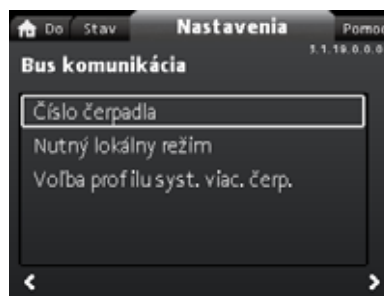 Do Stav Nastavenia Pomoc
3.1.19.0.0.0
Bus komunikácia
Číslo čerpadla
Nutný lokálny režim
Voľba profilu syst. viac. čerp.